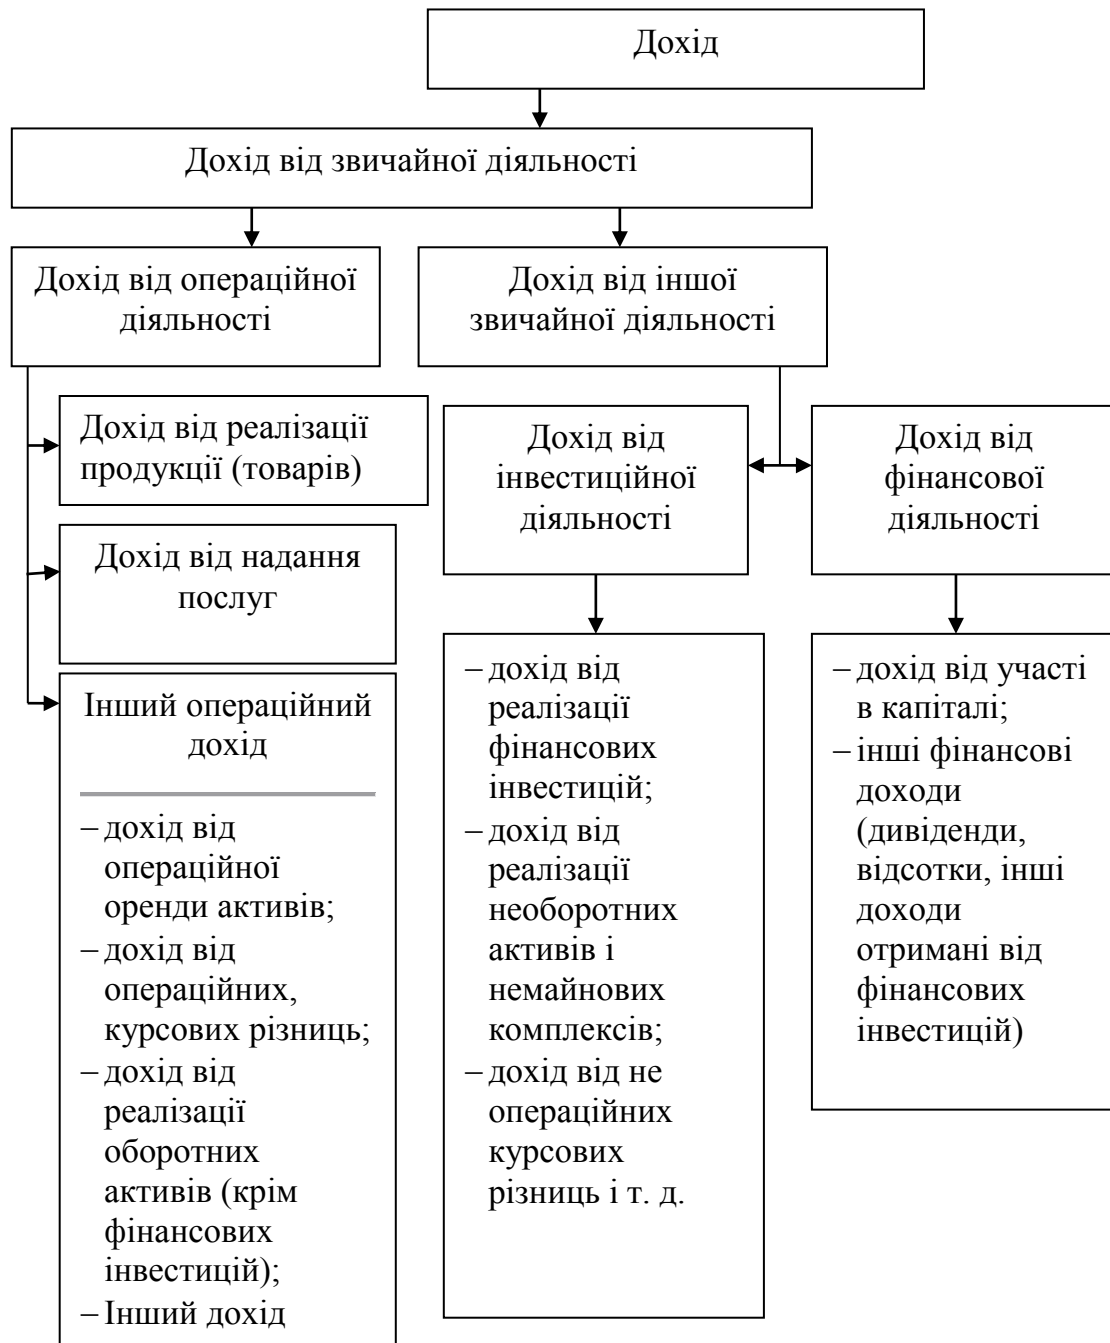 Дохід
Дохід від звичайної діяльності
Дохід від операційної
діяльності
Дохід від іншої
звичайної діяльності
Дохід від реалізації
продукції (товарів)
Дохід від надання
послуг
Інший операційний
дохід
– дохід від
операційної
оренди активів;
– дохід від
операційних,
курсових різниць;
– дохід від
реалізації
оборотних
активів (крім
фінансових
інвестицій);
– Інший дохід
Дохід від
інвестиційної
діяльності
– дохід від
реалізації
фінансових
інвестицій;
– дохід від
реалізації
необоротних
активів і
немайнових
комплексів;
– дохід від не
операційних
курсових
різниць і т. д.
Дохід від
фінансової
діяльності
– дохід від участі
в капіталі;
– інші фінансові
доходи
(дивіденди,
відсотки, інші
доходи
отримані від
фінансових
інвестицій)